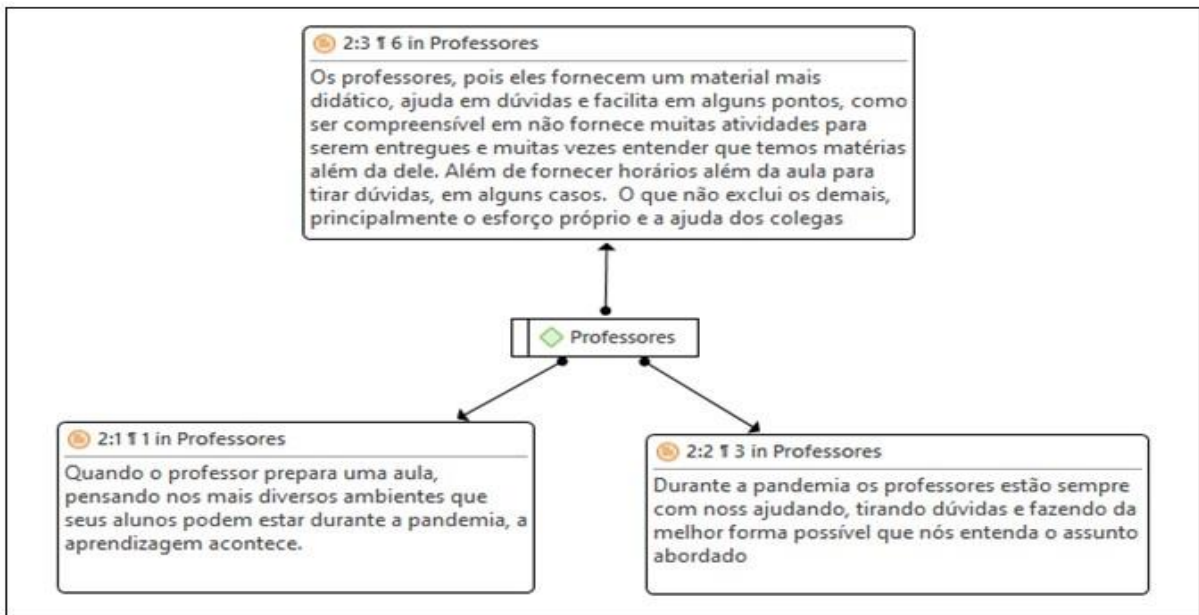 2:3 ¶ 6 in Professores
Os professores, pois eles fornecem um material mais
didático, ajuda em dúvidas e facilita em alguns pontos, como
ser compreensível em não fornece muitas atividades para
serem entregues e muitas vezes entender que temos matérias
além da dele. Além de fornecer horários além da aula para
tirar dúvidas, em alguns casos. O que não exclui os demais,
principalmente o esforço próprio e a ajuda dos colegas
Professores
2:1 ¶ 1 in Professores
Quando o professor prepara uma aula,
pensando nos mais diversos ambientes que
seus alunos podem estar durante a pandemia, a
aprendizagem acontece.
2:2 ¶ 3 in Professores
Durante a pandemia os professores estão sempre
com noss ajudando, tirando dúvidas e fazendo da
melhor forma possível que nós entenda o assunto
abordado